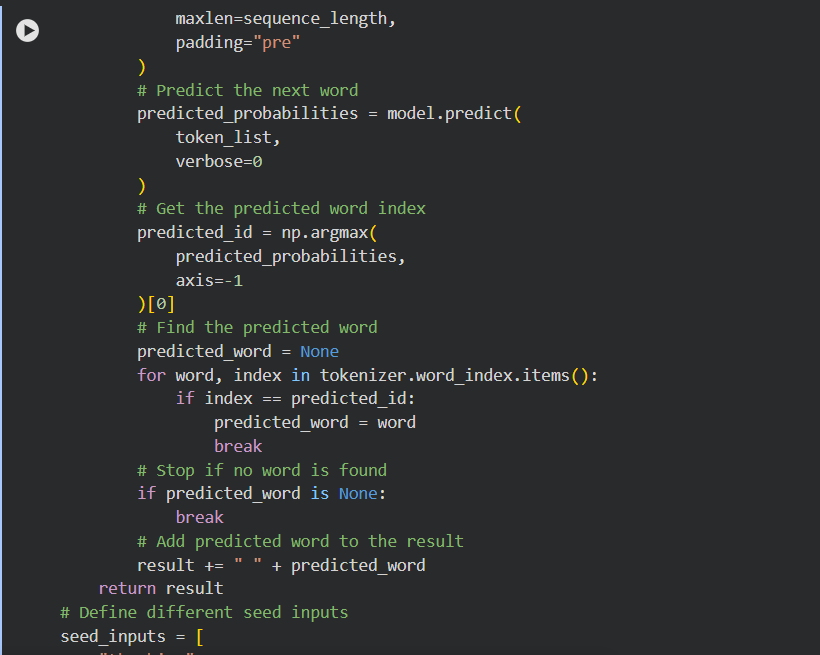 maxlen=sequence_length,
            padding="pre"
        )
        # Predict the next word
        predicted_probabilities = model.predict(
            token_list,
            verbose=0
        )
        # Get the predicted word index
        predicted_id = np.argmax(
            predicted_probabilities,
            axis=-1
        )[0]
        # Find the predicted word
        predicted_word = None
        for word, index in tokenizer.word_index.items():
            if index == predicted_id:
                predicted_word = word
                break
        # Stop if no word is found
        if predicted_word is None:
            break
        # Add predicted word to the result
        result += " " + predicted_word
    return result
# Define different seed inputs
seed_inputs = [